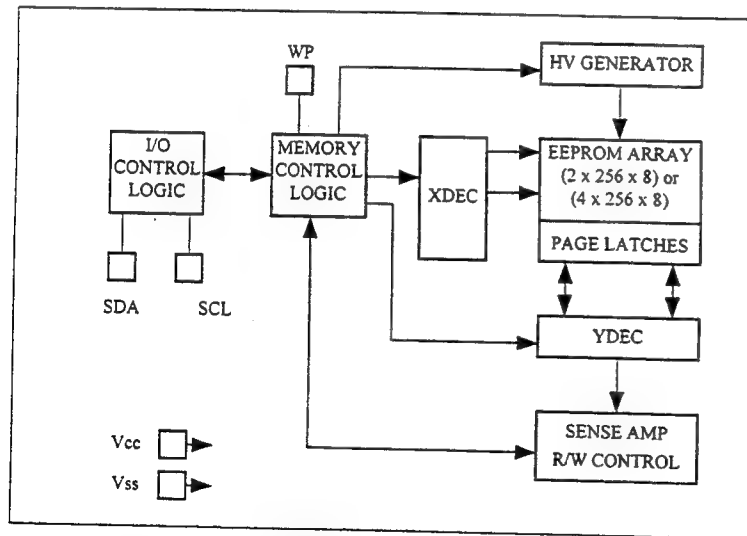 WP
HV GENERATOR
I/O
CONTROL
LOGIC
MEMORY
CONTROL
LOGIC
XDEC
EEPROM ARRAY
(2 x 256 x 8) or
(4 x 256 x 8)
PAGE LATCHES
SDA
SCL
YDEC
SENSE AMP
R/W CONTROL
Vcc
Vss